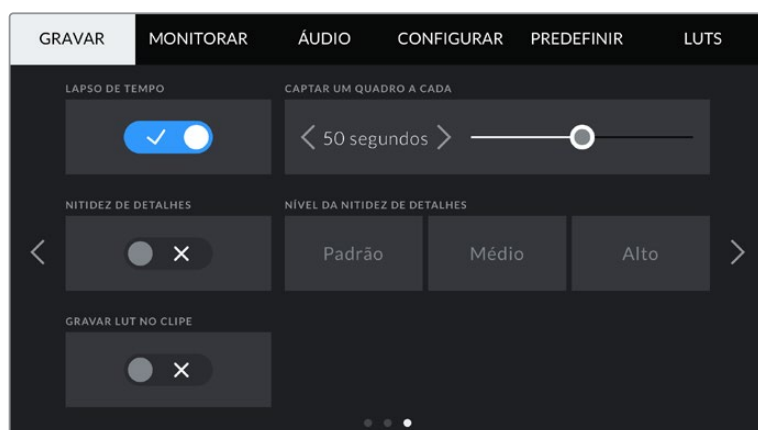 GRAVAR MONITORAR ÁUDIO CONFIGURAR PREDEFINIR LUTS
LAPSO DE TEMPO CAPTAR UM QUADRO A CADA
50 segundos
NITIDEZ DE DETALHES NÍVEL DA NITIDEZ DE DETALHES
Padrão Médio Alto
GRAVAR LUT NO CLIPE